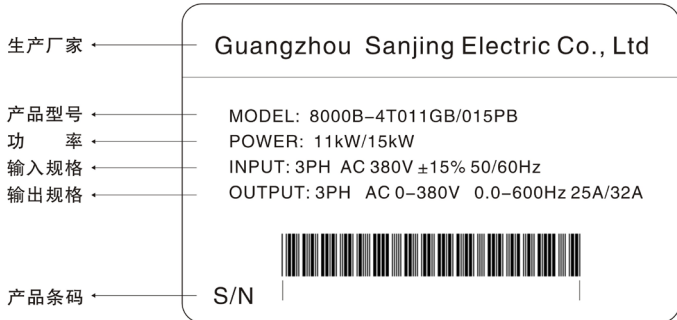 生产厂家 Guangzhou Sanjing Electric Co., Ltd
产品型号 MODEL: 8000B-4T011GB/015PB
功 率 POWER: 11kW/15kW
输入规格 INPUT: 3PH AC 380V ±15% 50/60Hz
输出规格 OUTPUT: 3PH AC 0-380V 0.0-600Hz 25A/32A
产品条码 S/N